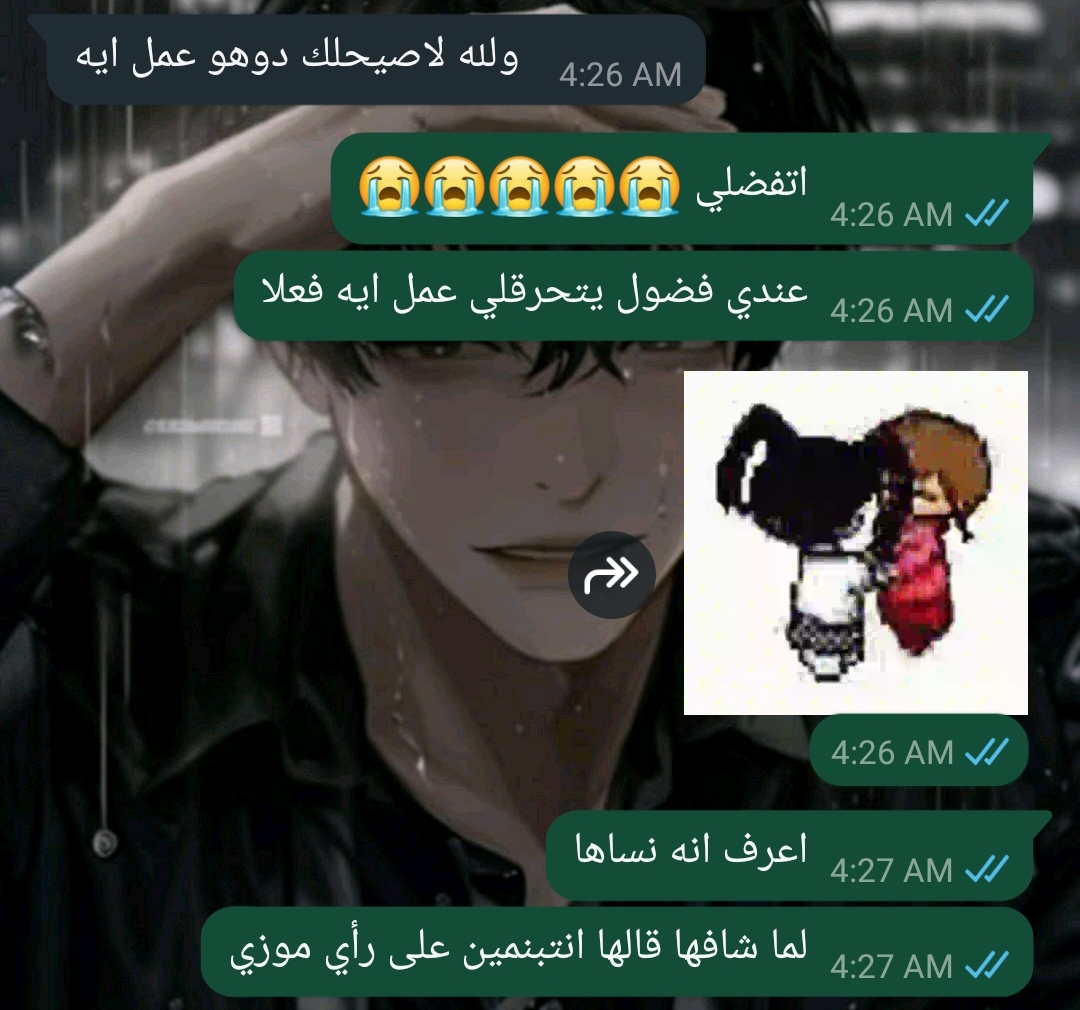 ولله لاصيحلك دوهو عمل ايه
4:26 AM
اتفضلي 😭😭😭😭😭
4:26 AM
عندي فضول يتحرقلي عمل ايه فعلا
4:26 AM
4:26 AM
اعرف انه نساها
4:27 AM
لما شافها قالها انتبنمين على رأي موزي
4:27 AM